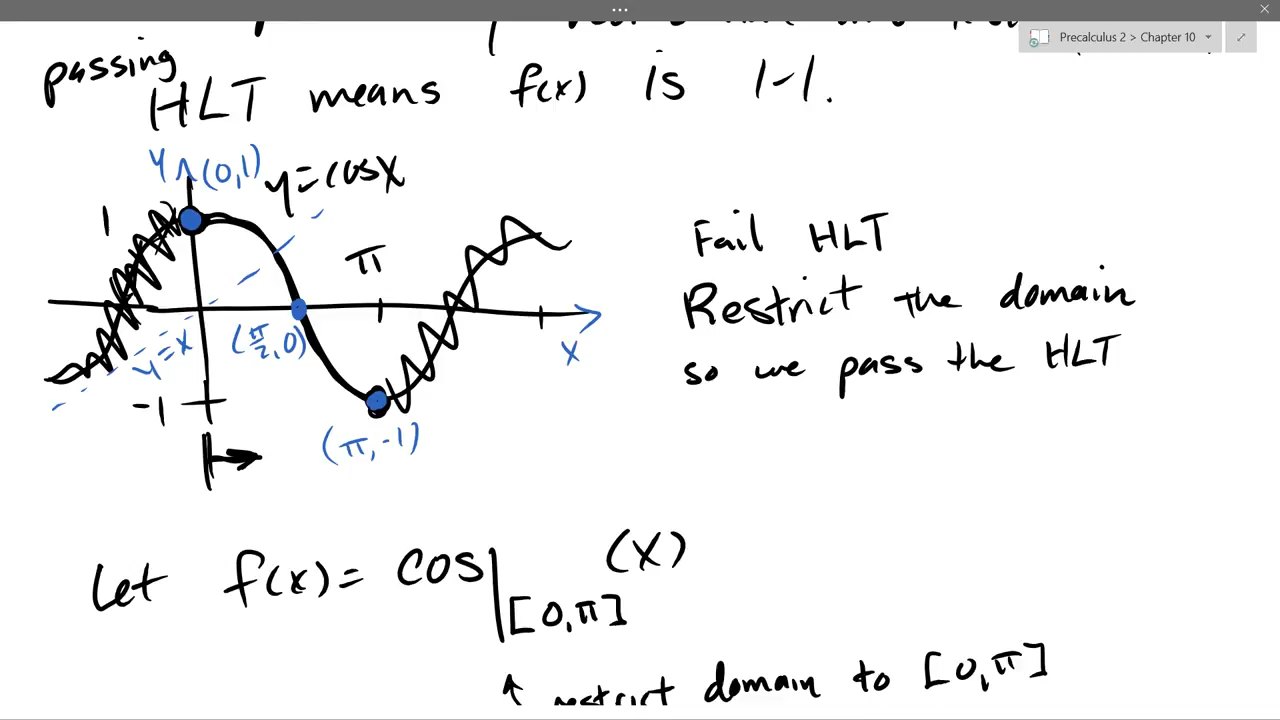 Precalculus 2 > Chapter 10
passing
HLT means f(x) is 1-1.
y (0,1) y=cosx
1
π
Fail HLT
Restrict the domain
so we pass the HLT
y=x
(π/2,0)
x
-1
(π,-1)
Let f(x)= cos|[0,π] (x)
↑ restrict domain to [0,π]